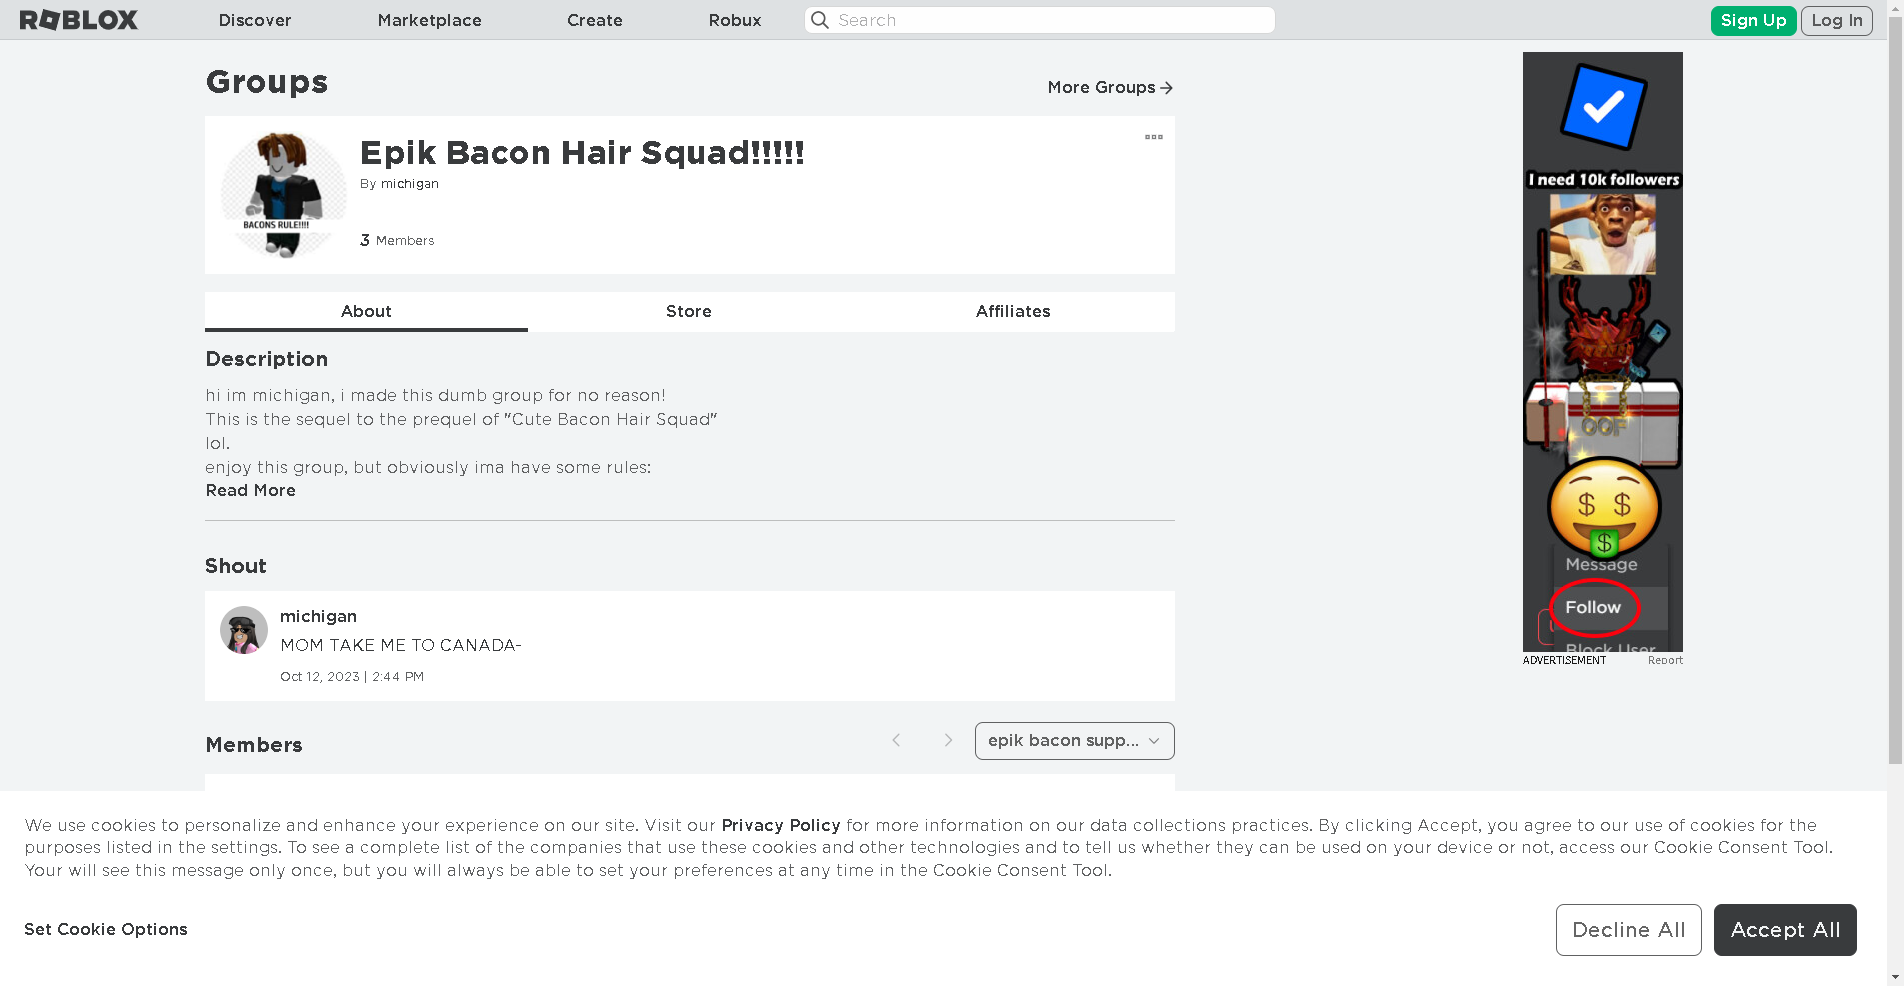 ROBLOX
Discover
Marketplace
Create
Robux
Search
Sign Up
Log In
Groups
More Groups
Epik Bacon Hair Squad!!!!!
By michigan
BACONS RULE!!!!
3 Members
About
Store
Affiliates
Description
hi im michigan, i made this dumb group for no reason!
This is the sequel to the prequel of "Cute Bacon Hair Squad"
lol.
enjoy this group, but obviously ima have some rules:
Read More
Shout
michigan
MOM TAKE ME TO CANADA-
Oct 12, 2023 | 2:44 PM
Members
epik bacon supp...
I need 10k followers
OOF
Message
Follow
Block User
ADVERTISEMENT
Report
We use cookies to personalize and enhance your experience on our site. Visit our Privacy Policy for more information on our data collections practices. By clicking Accept, you agree to our use of cookies for the
purposes listed in the settings. To see a complete list of the companies that use these cookies and other technologies and to tell us whether they can be used on your device or not, access our Cookie Consent Tool.
Your will see this message only once, but you will always be able to set your preferences at any time in the Cookie Consent Tool.
Set Cookie Options
Decline All
Accept All